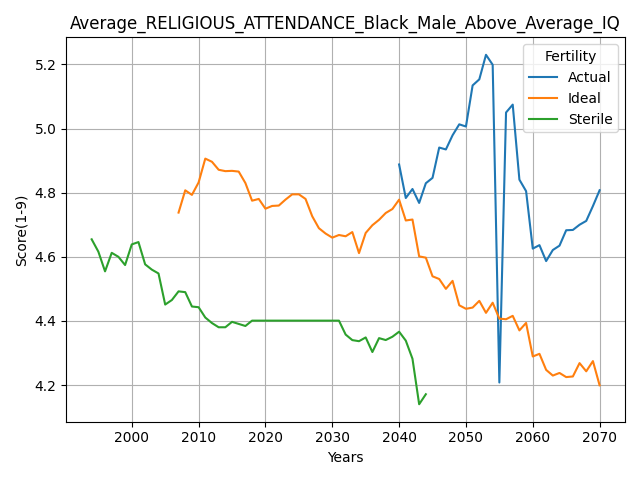 Average_RELIGIOUS_ATTENDANCE_Black_Male_Above_Average_IQ
Score(1-9)
5.2
5.0
4.8
4.6
4.4
4.2
Fertility
Actual
Ideal
Sterile
2000 2010 2020 2030 2040 2050 2060 2070
Years